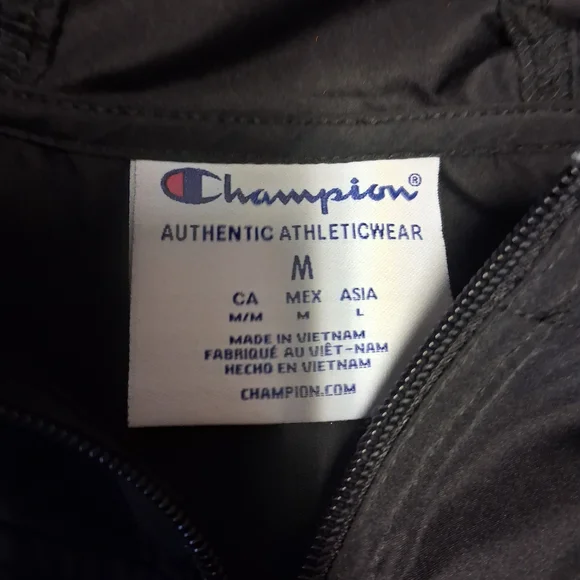 Champion®
AUTHENTIC ATHLETICWEAR
M
CA MEX ASIA
M/M M L
MADE IN VIETNAM
FABRIQUÉ AU VIÊT-NAM
HECHO EN VIETNAM
CHAMPION.COM